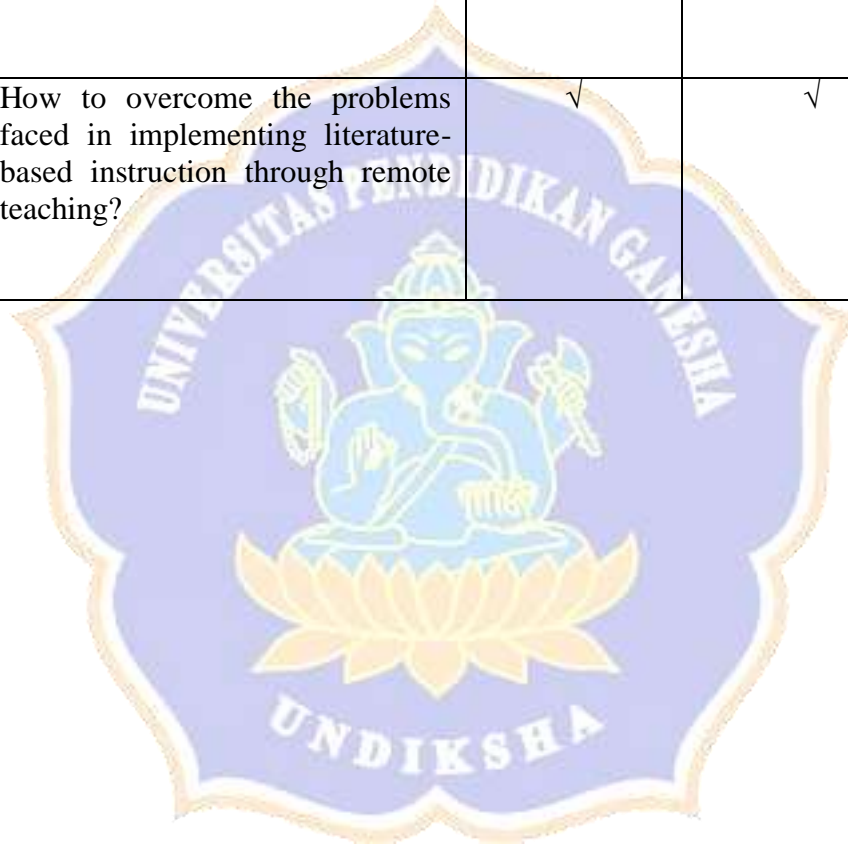 How to overcome the problems √ √
faced in implementing literature-
based instruction through remote
teaching?
UNIVERSITAS PENDIDIKAN GANESHA
UNDIKSHA